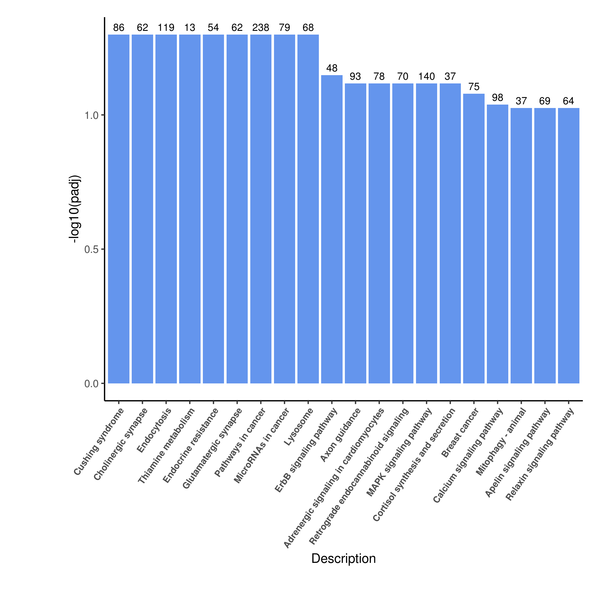 86 62 119 13 54 62 238 79 68 48 93 78 70 140 37 75 98 37 69 64
1.0
0.5
0.0
-log10(padj)
Cushing syndrome
Cholinergic synapse
Endocytosis
Thiamine metabolism
Endocrine resistance
Glutamatergic synapse
Pathways in cancer
MicroRNAs in cancer
Lysosome
ErbB signaling pathway
Axon guidance
Adrenergic signaling in cardiomyocytes
Retrograde endocannabinoid signaling
MAPK signaling pathway
Cortisol synthesis and secretion
Breast cancer
Calcium signaling pathway
Mitophagy - animal
Apelin signaling pathway
Relaxin signaling pathway
Description